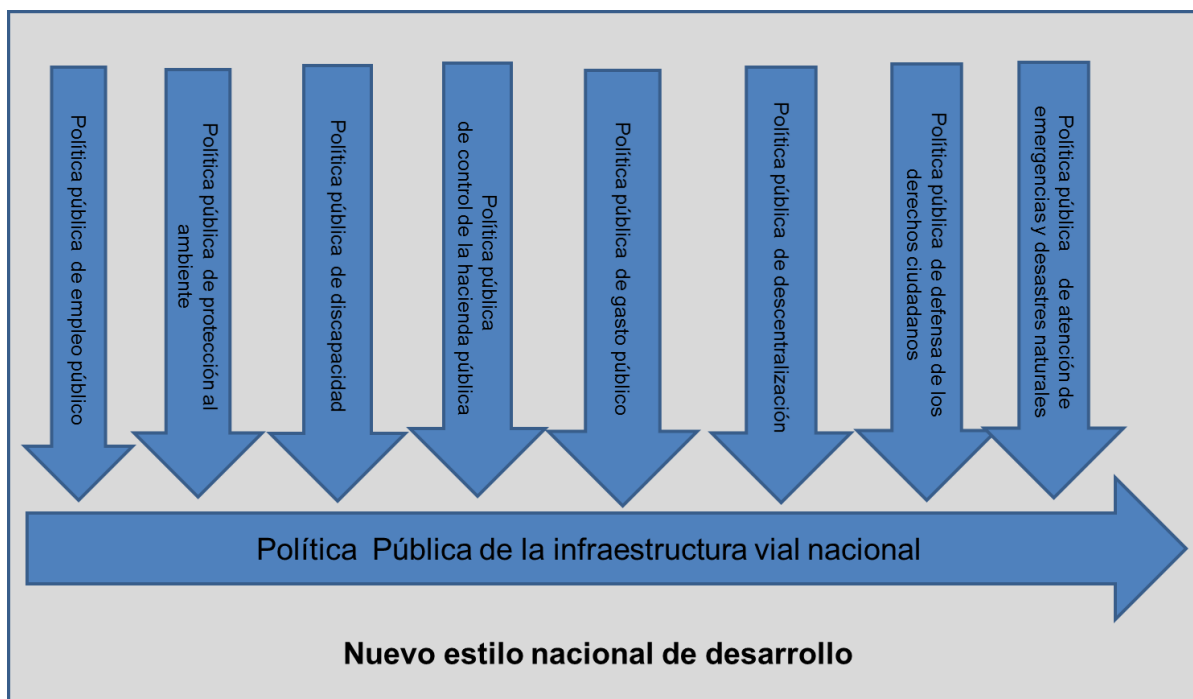 Política pública de empleo público
Política pública de protección al
ambiente
Política pública de discapacidad
Política pública
de control de la hacienda pública
Política pública de gasto público
Política pública de descentralización
Política pública de defensa de los
derechos ciudadanos
Política pública de atención de
emergencias y desastres naturales
Política Pública de la infraestructura vial nacional
Nuevo estilo nacional de desarrollo